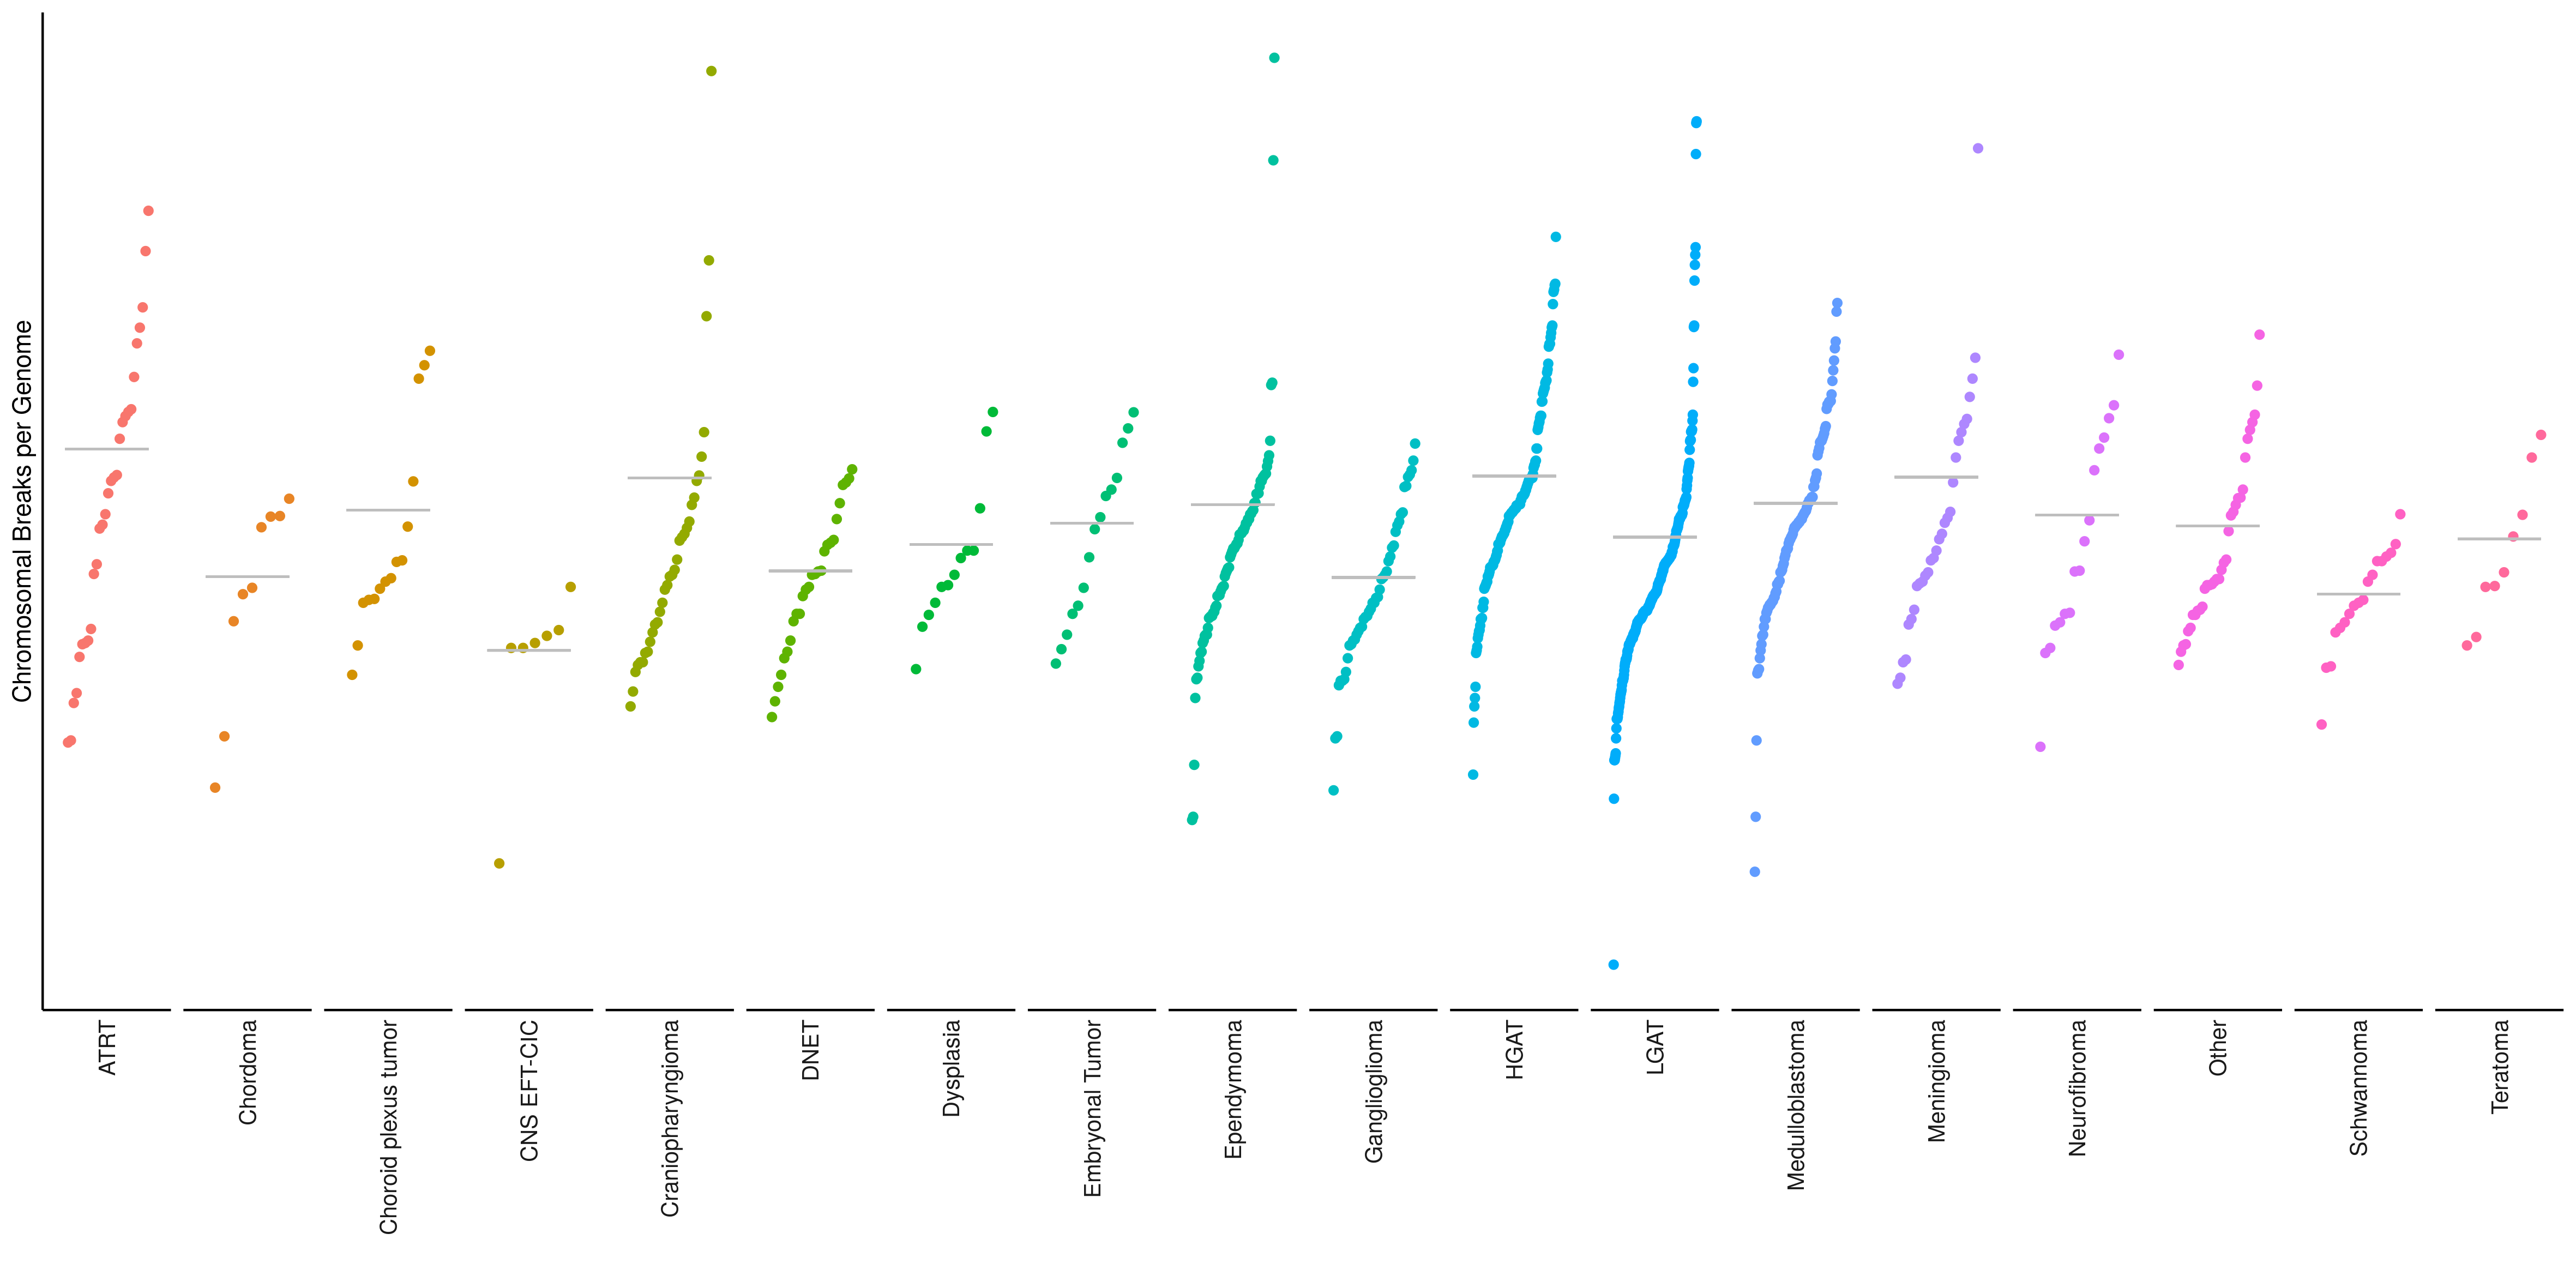 Chromosomal Breaks per Genome
ATRT
Chordoma
Choroid plexus tumor
CNS EFT-CIC
Craniopharyngioma
DNET
Dysplasia
Embryonal Tumor
Ependymoma
Ganglioglioma
HGAT
LGAT
Medulloblastoma
Meningioma
Neurofibroma
Other
Schwannoma
Teratoma